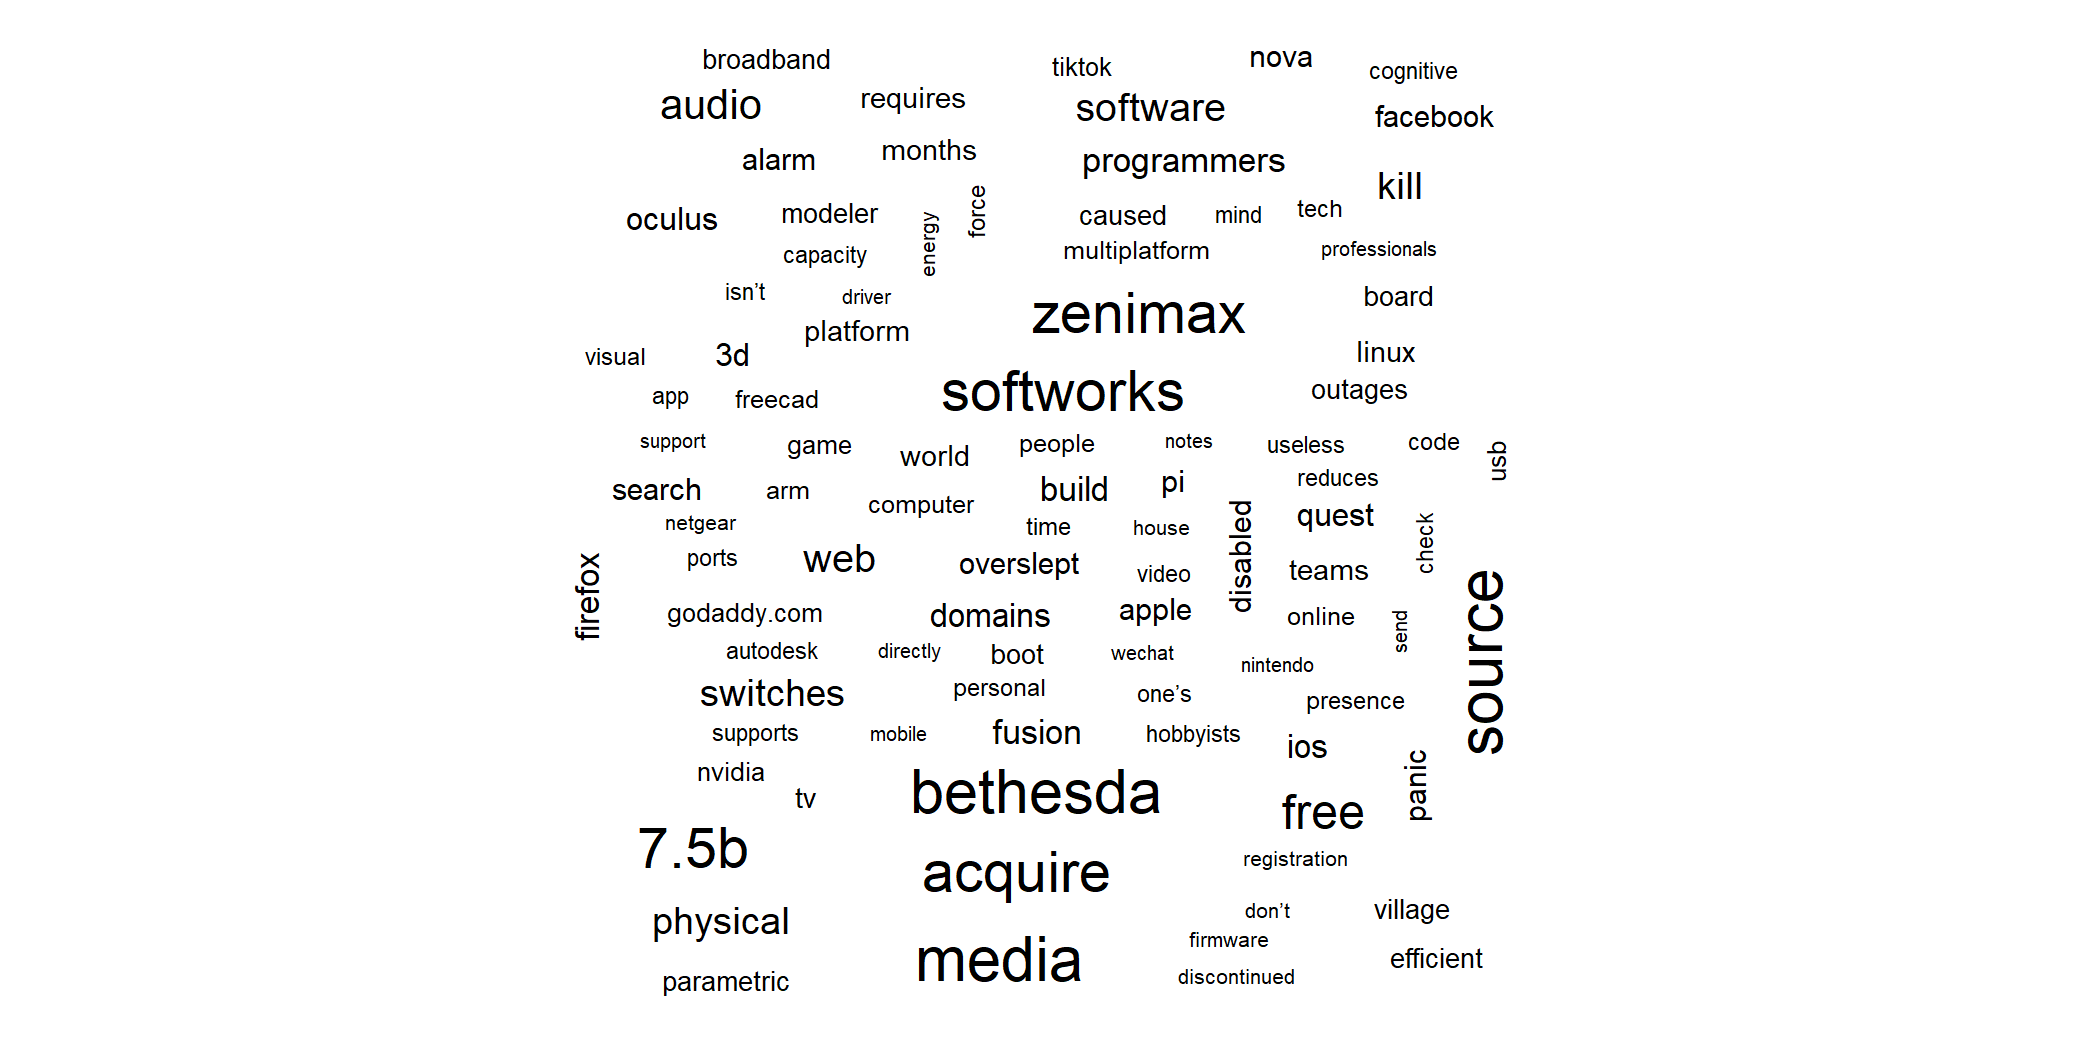 broadband
tiktok
nova
cognitive
audio
requires
software
facebook
alarm
months
programmers
kill
oculus
modeler
energy
force
caused
mind
tech
capacity
multiplatform
professionals
isn’t
driver
zenimax
board
platform
visual
3d
linux
app
freecad
softworks
outages
support
game
world
people
notes
useless
code
usb
search
arm
computer
build
pi
reduces
netgear
time
house
disabled
quest
check
firefox
ports
web
overslept
video
teams
source
godaddy.com
domains
apple
online
send
autodesk
directly
boot
wechat
nintendo
switches
personal
one’s
presence
supports
mobile
fusion
hobbyists
ios
panic
nvidia
tv
bethesda
free
7.5b
acquire
registration
physical
don’t
village
firmware
media
efficient
parametric
discontinued